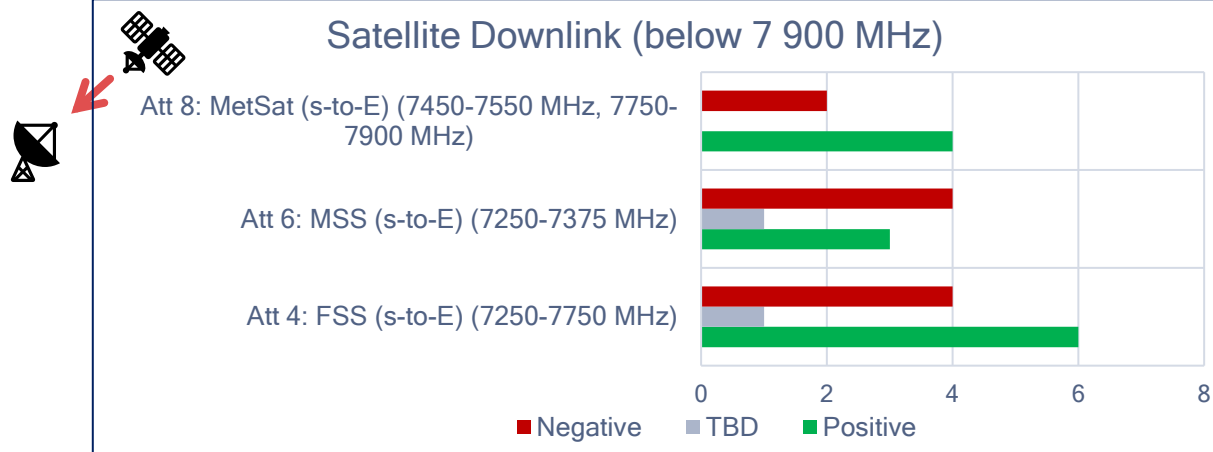 Satellite Downlink (below 7 900 MHz)
Att 8: MetSat (s-to-E) (7450-7550 MHz, 7750-
7900 MHz)
Att 6: MSS (s-to-E) (7250-7375 MHz)
Att 4: FSS (s-to-E) (7250-7750 MHz)
0 2 4 6 8
Negative TBD Positive